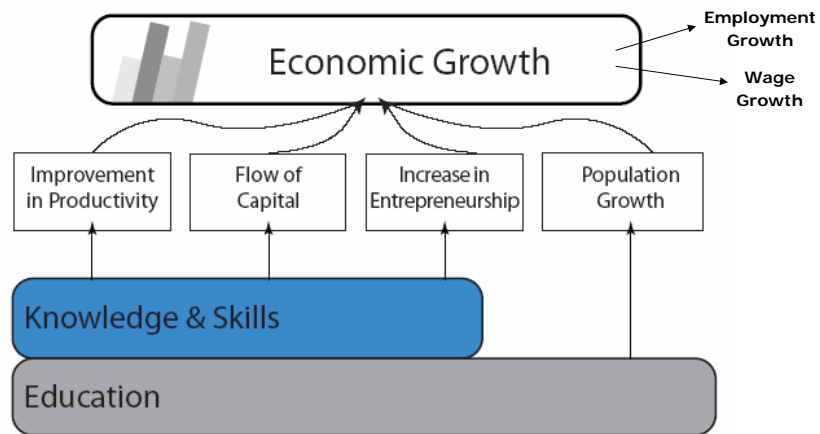 Economic Growth
Employment
Growth
Wage
Growth
Improvement
in Productivity
Flow of
Capital
Increase in
Entrepreneurship
Population
Growth
Knowledge & Skills
Education